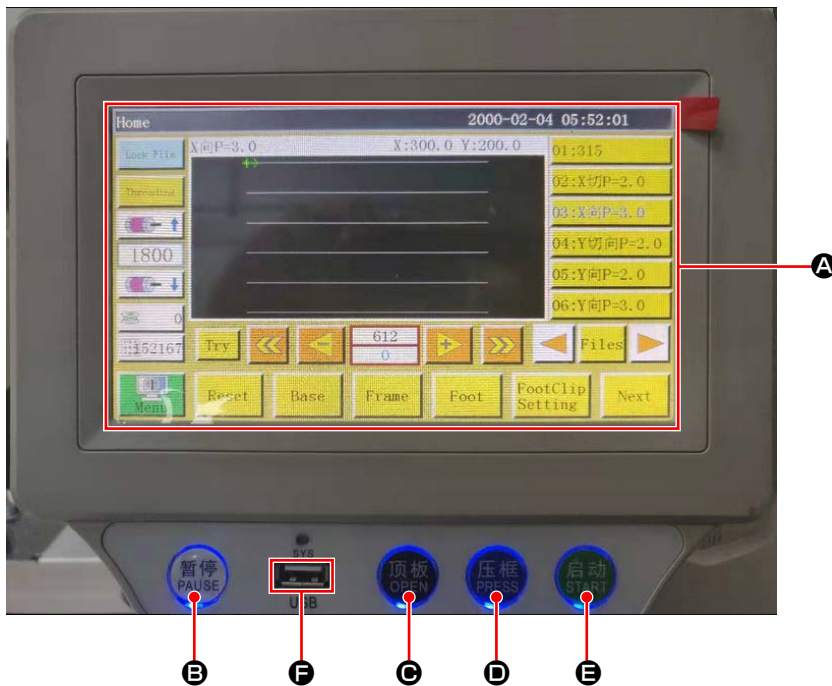 Home 2000-02-04 05:52:01
Lock File
X向P=3.0 X:300.0 Y:200.0
01:315
Threading
02:X切P=2.0
03:X向P=3.0
1800
04:Y切向P=2.0
05:Y向P=2.0
0
06:Y向P=3.0
152167
Try
612
0
Files
Menu
Reset
Base
Frame
Foot
FootClip
Setting
Next
A
SYS
暂停
PAUSE
USB
顶板
OPEN
压框
PRESS
启动
START
B
F
C
D
E